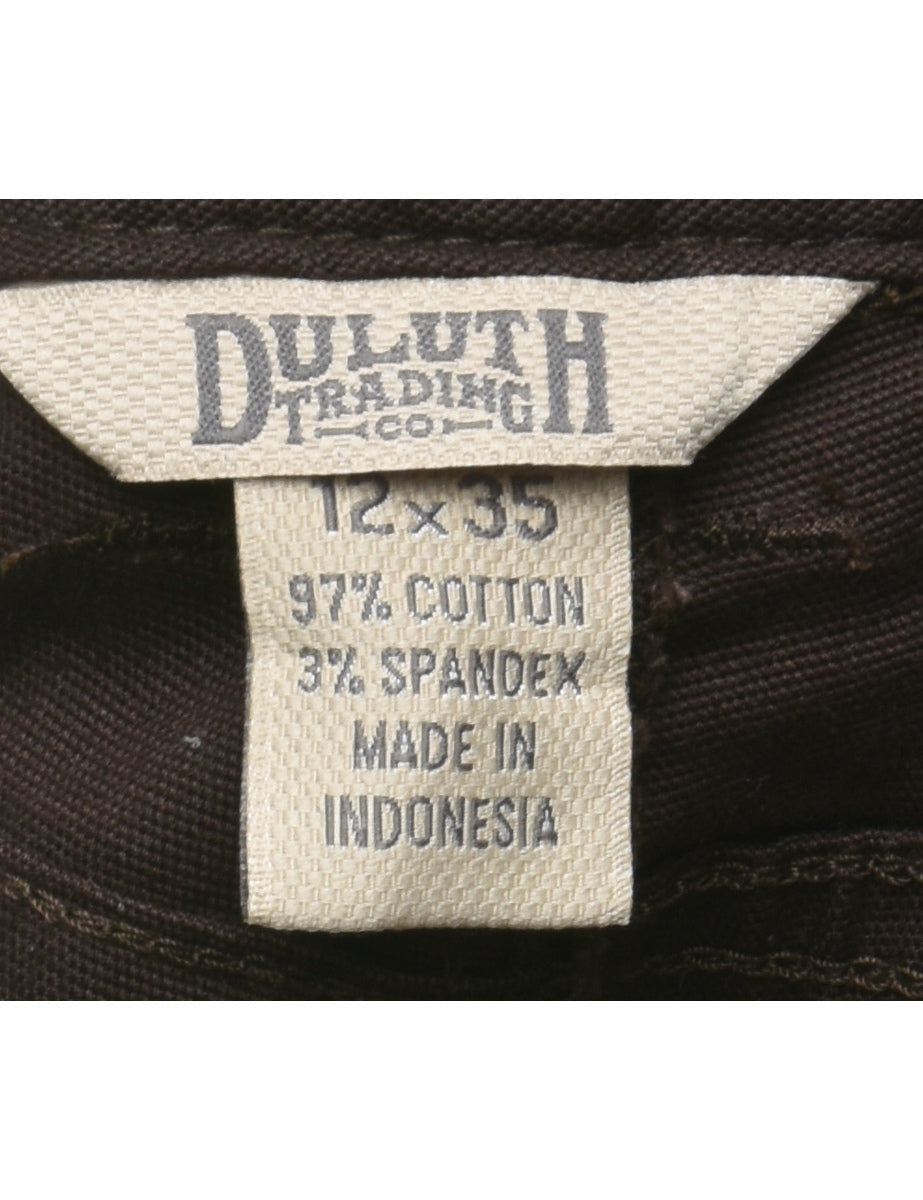 DULUTH
TRADING
CO
12 x 35
97% COTTON
3% SPANDEX
MADE IN
INDONESIA